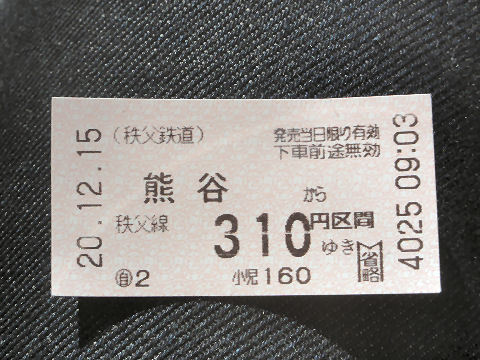 20.12.15
(秩父鉄道)
発売当日限り有効
下車前途無効
熊谷から
秩父線 310円区間ゆき
㊂2
小児160
省略
4025 09:03